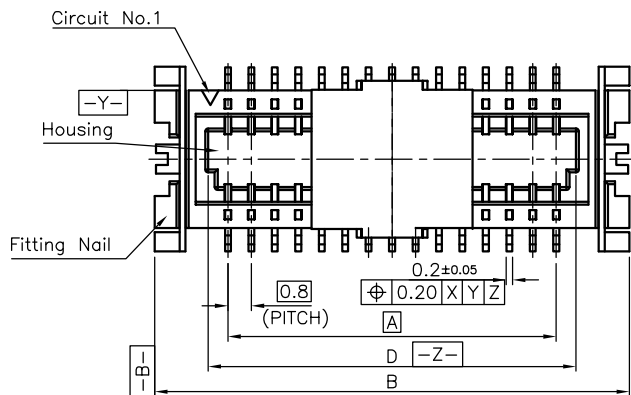 Circuit No.1
-Y-
Housing
Fitting Nail
0.2±0.05
⌖ 0.20 X Y Z
0.8
(PITCH)
A
D -Z-
-B-
B